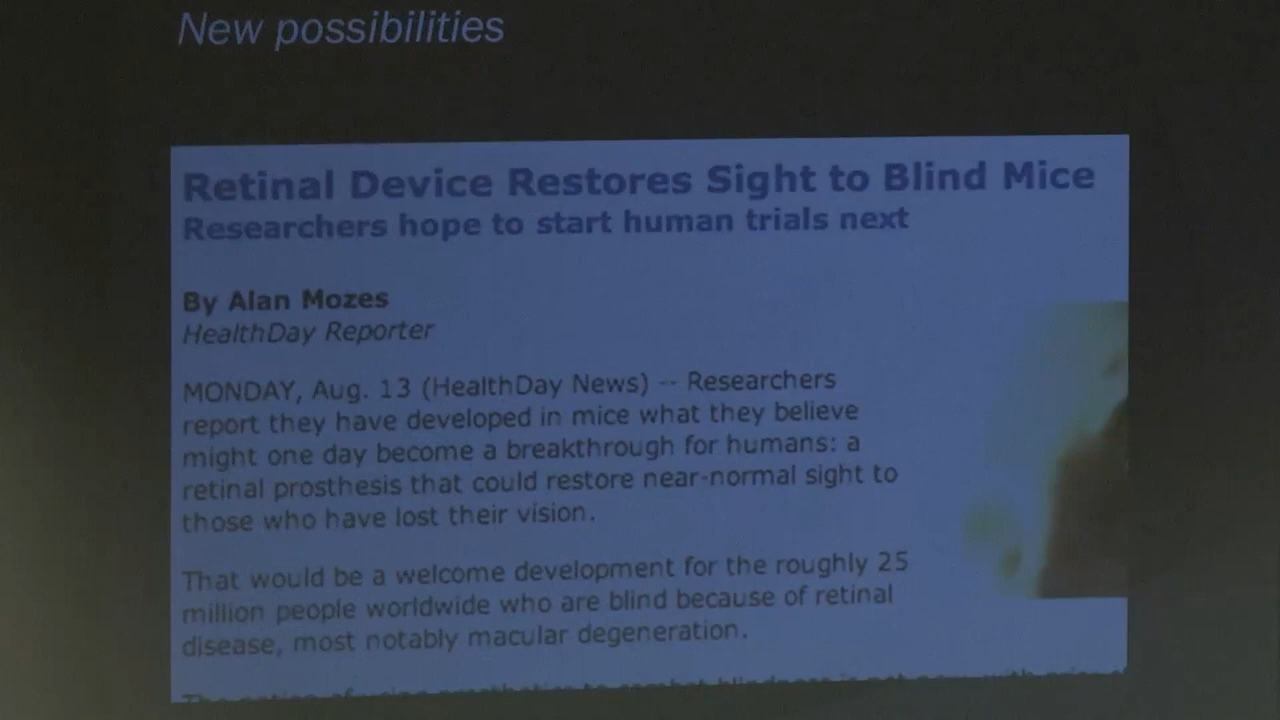 New possibilities
Retinal Device Restores Sight to Blind Mice
Researchers hope to start human trials next
By Alan Mozes
HealthDay Reporter
MONDAY, Aug. 13 (HealthDay News) -- Researchers
report they have developed in mice what they believe
might one day become a breakthrough for humans: a
retinal prosthesis that could restore near-normal sight to
those who have lost their vision.
That would be a welcome development for the roughly 25
million people worldwide who are blind because of retinal
disease, most notably macular degeneration.